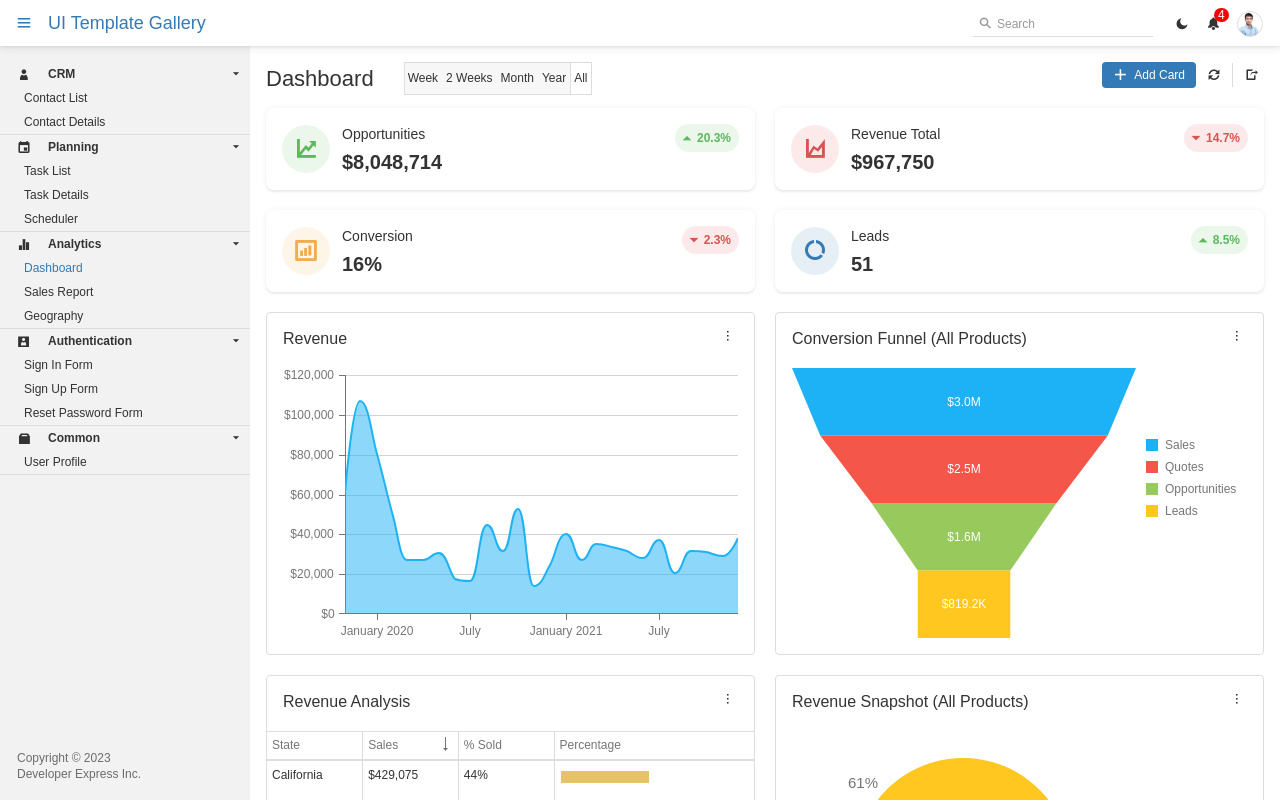 UI Template Gallery
Search
4
CRM
Contact List
Contact Details
Planning
Task List
Task Details
Scheduler
Analytics
Dashboard
Sales Report
Geography
Authentication
Sign In Form
Sign Up Form
Reset Password Form
Common
User Profile
Copyright © 2023
Developer Express Inc.
Dashboard
Week 2 Weeks Month Year All
Add Card
Opportunities
$8,048,714
20.3%
Revenue Total
$967,750
14.7%
Conversion
16%
2.3%
Leads
51
8.5%
Revenue
$120,000
$100,000
$80,000
$60,000
$40,000
$20,000
$0
January 2020 July January 2021 July
Conversion Funnel (All Products)
$3.0M
$2.5M
$1.6M
$819.2K
Sales
Quotes
Opportunities
Leads
Revenue Analysis
State Sales % Sold Percentage
California $429,075 44%
Revenue Snapshot (All Products)
61%